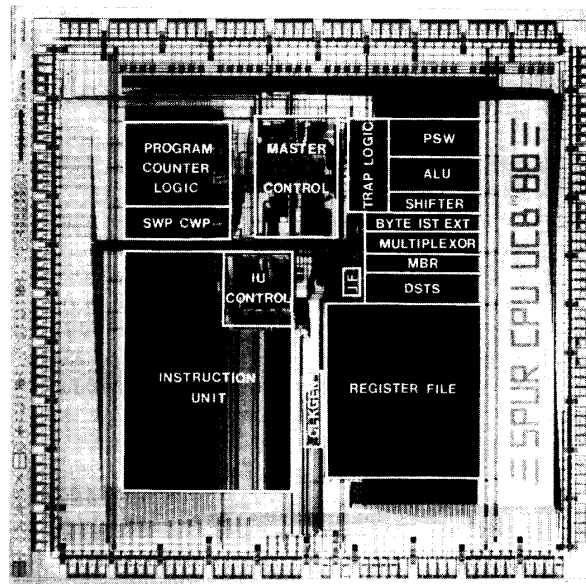 PROGRAM
COUNTER
LOGIC
SWP CWP
MASTER
CONTROL
TRAP LOGIC
PSW
ALU
SHIFTER
BYTE IST EXT
MULTIPLEXOR
MBR
DSTS
I/F
IU
CONTROL
INSTRUCTION
UNIT
CLKGEN
REGISTER FILE
SPUR CPU UCB 88